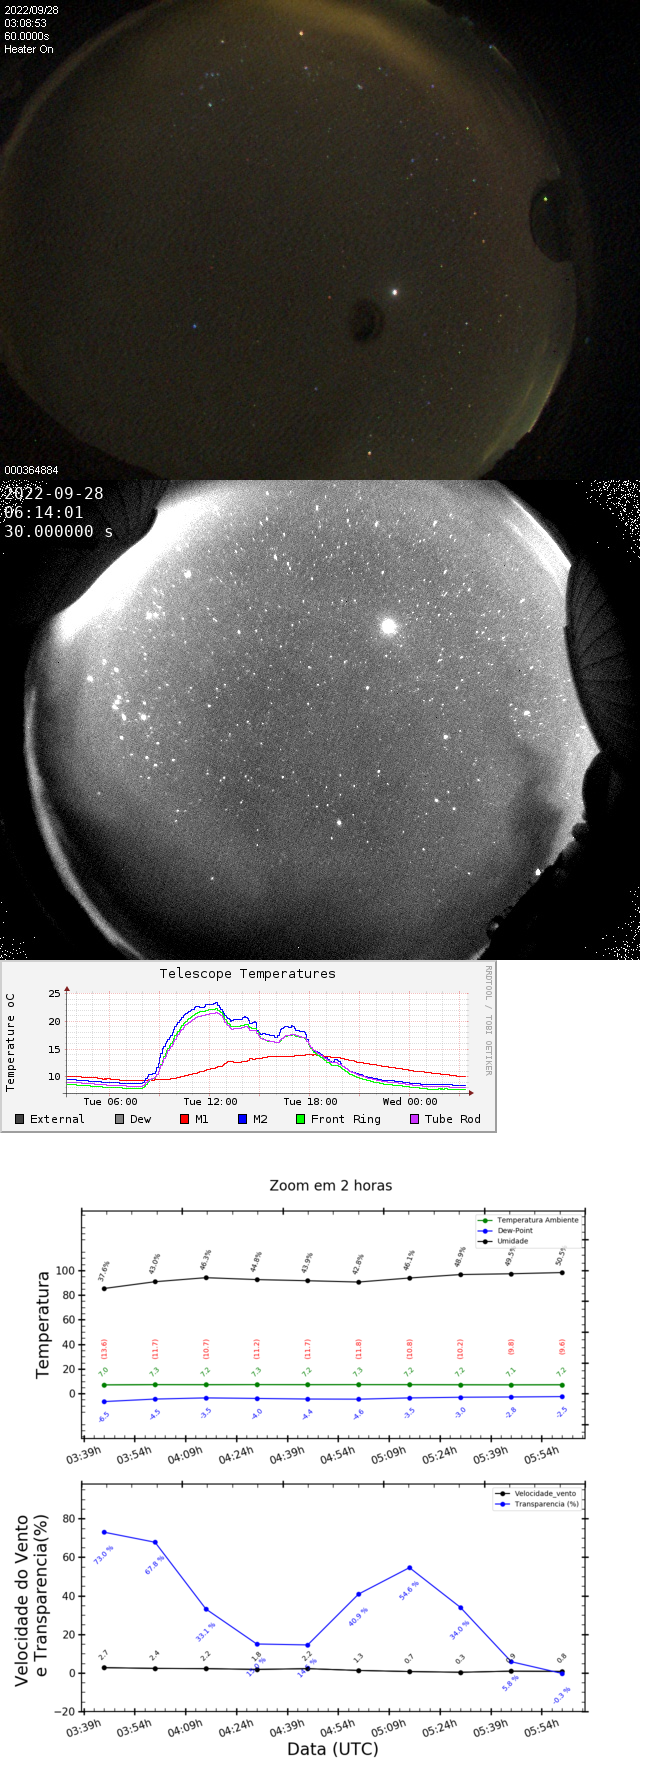 2022/09/28
03:08:53
60.0000s
Heater On
000364884
2022-09-28
06:14:01
30.000000 s
Telescope Temperatures
RRDTOOL / TOBI OETIKER
Temperature oC
25
20
15
10
Tue 06:00 Tue 12:00 Tue 18:00 Wed 00:00
External Dew M1 M2 Front Ring Tube Rod
Zoom em 2 horas
Temperatura Ambiente
Dew-Point
Umidade
Temperatura
100
80
60
40
20
0
37.6% 43.0% 46.3% 44.8% 43.9% 42.8% 46.1% 48.9% 49.5% 50.5%
(13.6) (11.7) (10.7) (11.2) (11.7) (11.8) (10.8) (10.2) (9.8) (9.6)
7.0 7.3 7.2 7.3 7.2 7.3 7.2 7.2 7.1 7.2
-6.5 -4.5 -3.5 -4.0 -4.4 -4.6 -3.5 -3.0 -2.8 -2.5
03:39h 03:54h 04:09h 04:24h 04:39h 04:54h 05:09h 05:24h 05:39h 05:54h
Velocidade_vento
Transparencia (%)
Velocidade do Vento
e Transparencia(%)
80
60
40
20
0
−20
73.0 % 67.8 % 33.1 % 40.9 % 54.6 % 34.0 % 5.8 % -0.3 %
2.7 2.4 2.2 1.8 2.2 1.3 0.7 0.3 0.9 0.8
03:39h 03:54h 04:09h 04:24h 04:39h 04:54h 05:09h 05:24h 05:39h 05:54h
Data (UTC)